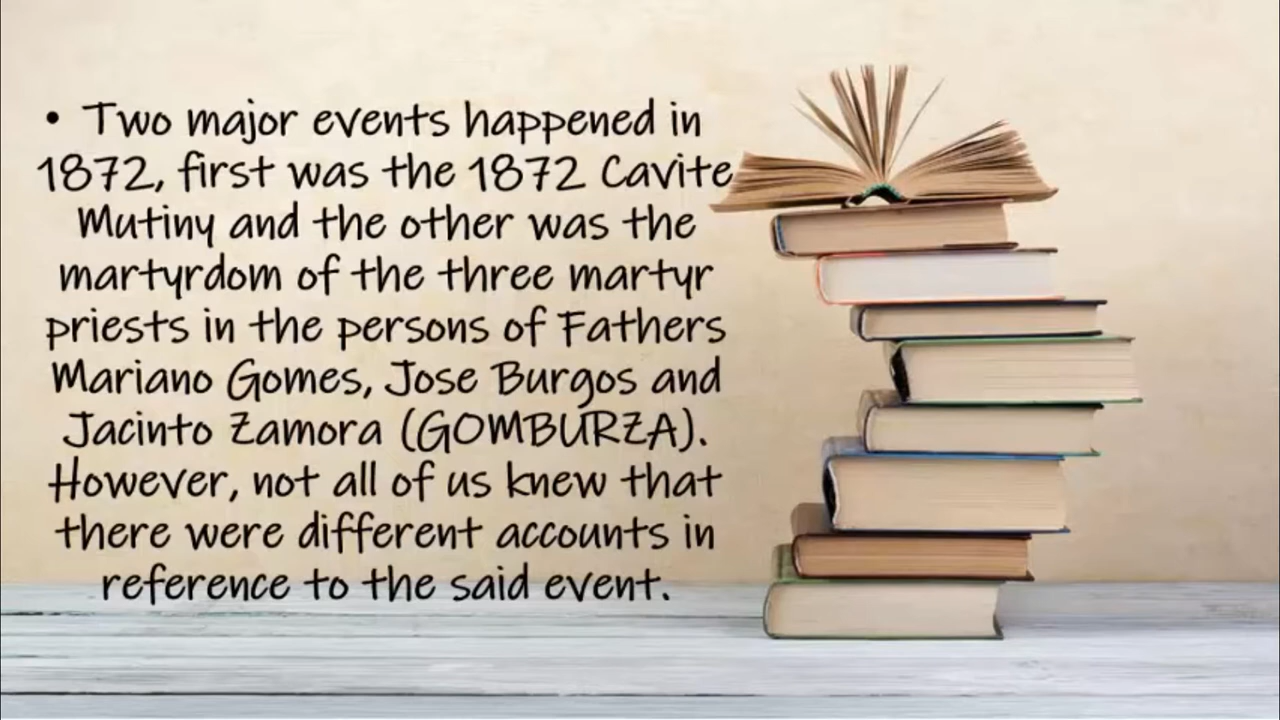 • Two major events happened in
1872, first was the 1872 Cavite
Mutiny and the other was the
martyrdom of the three martyr
priests in the persons of Fathers
Mariano Gomes, Jose Burgos and
Jacinto Zamora (GOMBURZA).
However, not all of us knew that
there were different accounts in
reference to the said event.